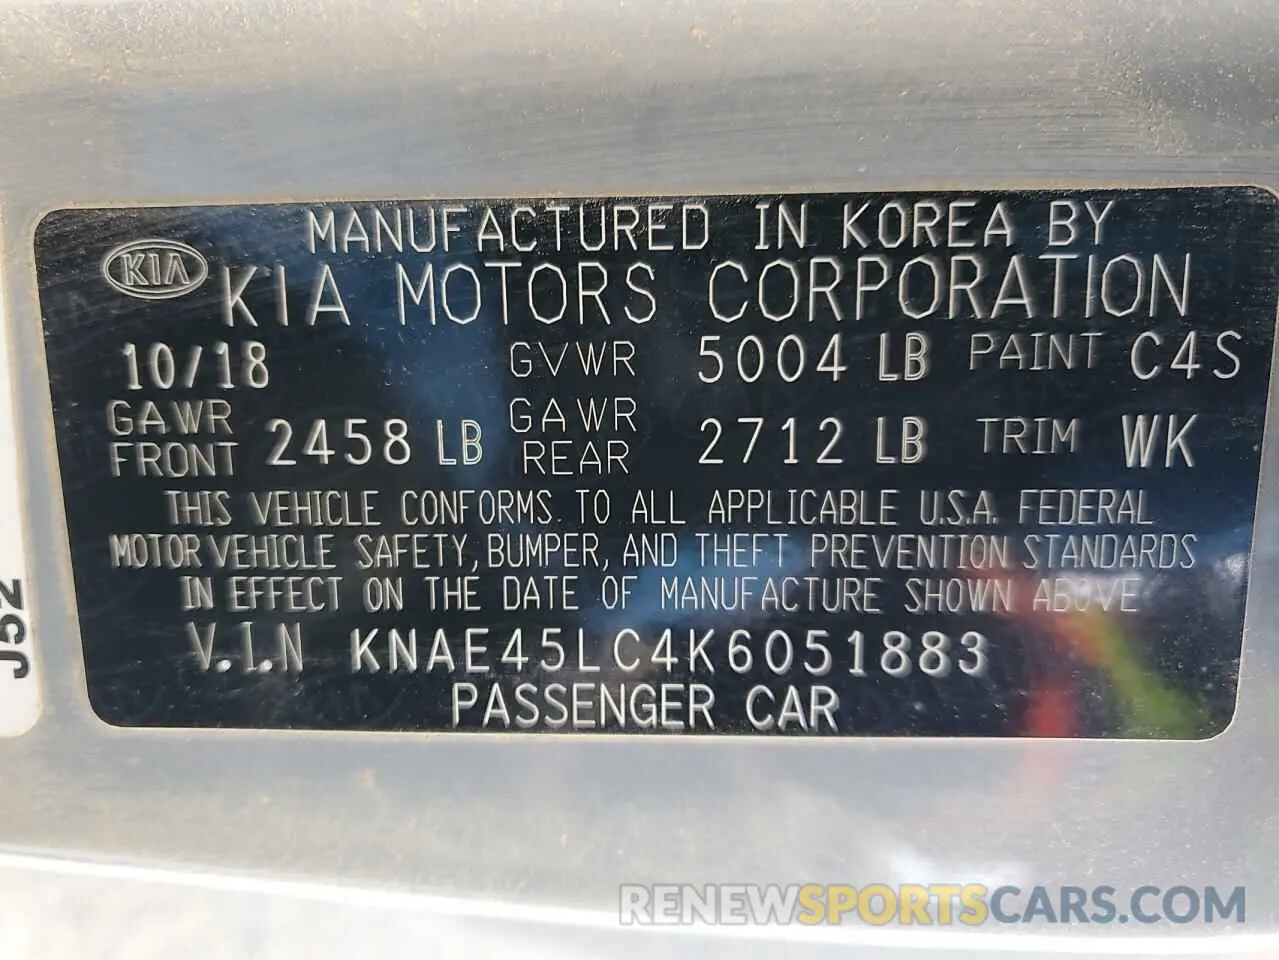 MANUFACTURED IN KOREA BY
KIA
KIA MOTORS CORPORATION
10/18 GVWR 5004 LB PAINT C4S
GAWR FRONT 2458 LB GAWR REAR 2712 LB TRIM WK
THIS VEHICLE CONFORMS TO ALL APPLICABLE U.S.A. FEDERAL
MOTOR VEHICLE SAFETY, BUMPER, AND THEFT PREVENTION STANDARDS
IN EFFECT ON THE DATE OF MANUFACTURE SHOWN ABOVE
V.I.N KNAE45LC4K6051883
PASSENGER CAR
J52
RENEWSPORTSCARS.COM